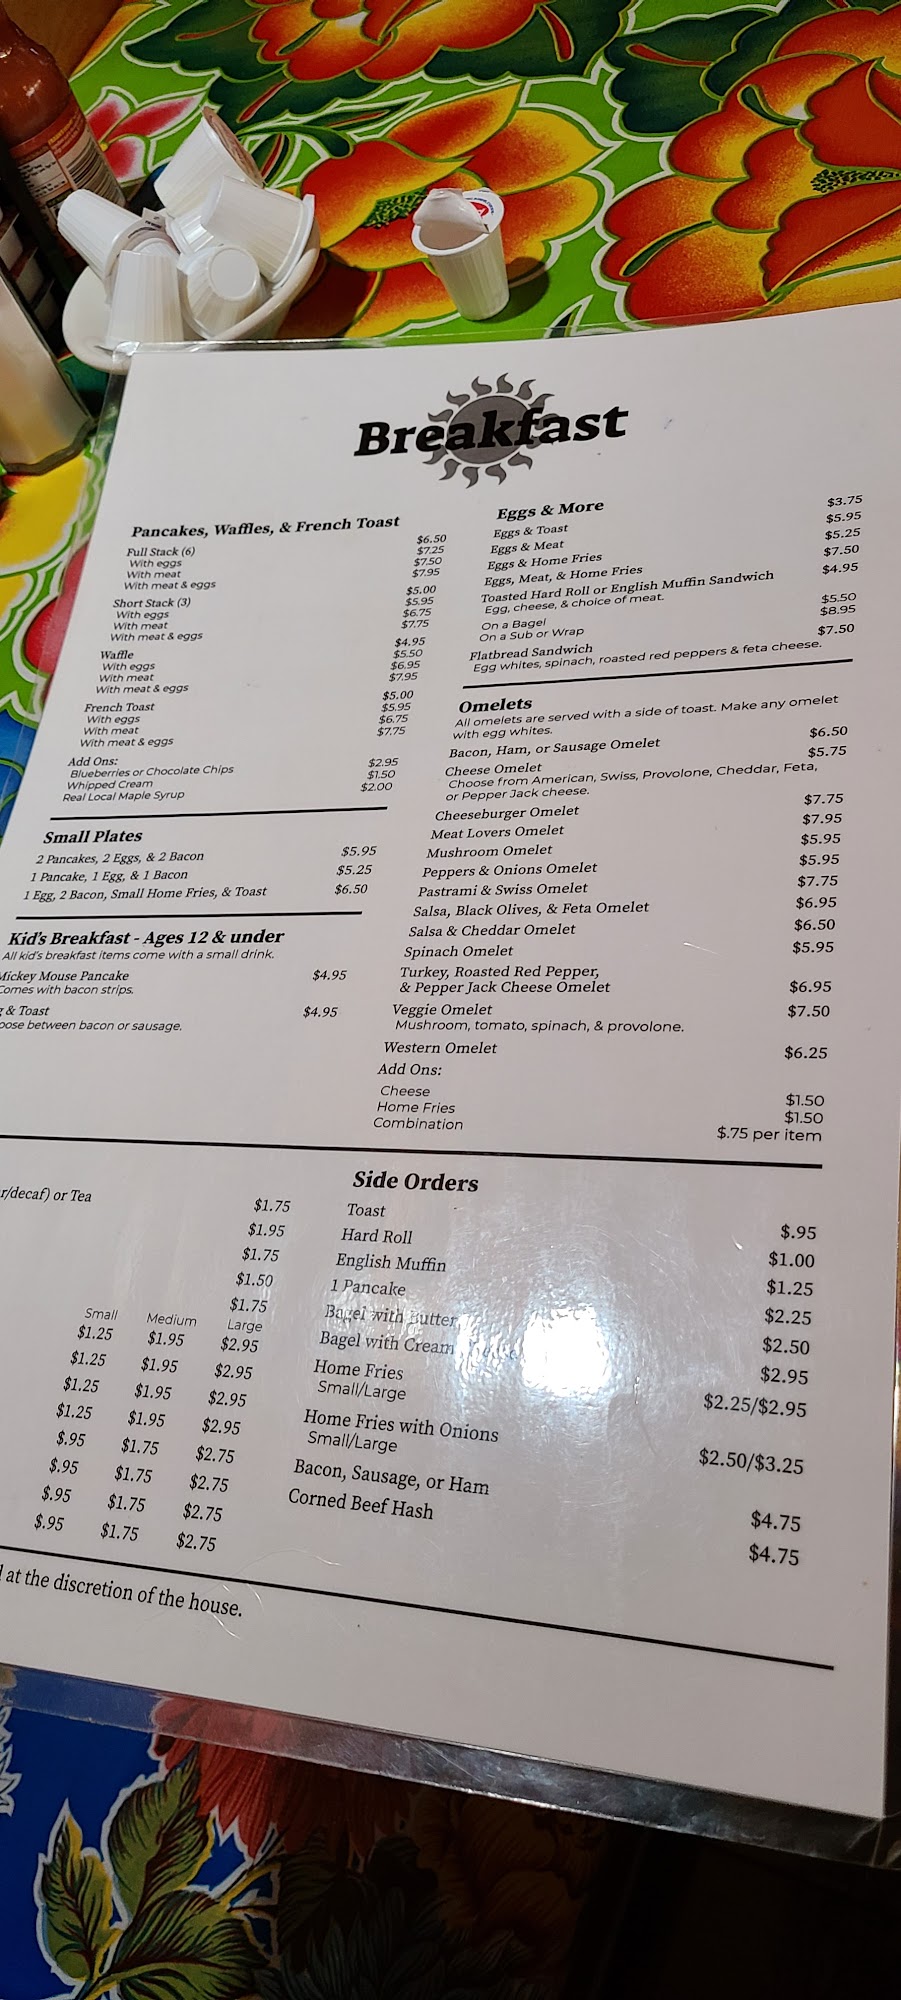 Breakfast
Pancakes, Waffles, & French Toast
Full Stack (6) $6.50
With eggs $7.25
With meat $7.50
With meat & eggs $7.95
Short Stack (3) $5.00
With eggs $5.95
With meat $6.75
With meat & eggs $7.75
Waffle $4.95
With eggs $5.50
With meat $6.95
With meat & eggs $7.95
French Toast $5.00
With eggs $5.95
With meat $6.75
With meat & eggs $7.75
Add Ons:
Blueberries or Chocolate Chips $2.95
Whipped Cream $1.50
Real Local Maple Syrup $2.00
Small Plates
2 Pancakes, 2 Eggs, & 2 Bacon $5.95
1 Pancake, 1 Egg, & 1 Bacon $5.25
1 Egg, 2 Bacon, Small Home Fries, & Toast $6.50
Kid's Breakfast - Ages 12 & under
All kid's breakfast items come with a small drink.
Mickey Mouse Pancake $4.95
Comes with bacon strips.
& Toast $4.95
between bacon or sausage.
Eggs & More
Eggs & Toast $3.75
Eggs & Meat $5.95
Eggs & Home Fries $5.25
Eggs, Meat, & Home Fries $7.50
Toasted Hard Roll or English Muffin Sandwich $4.95
Egg, cheese, & choice of meat.
On a Bagel $5.50
On a Sub or Wrap $8.95
Flatbread Sandwich $7.50
Egg whites, spinach, roasted red peppers & feta cheese.
Omelets
All omelets are served with a side of toast. Make any omelet
with egg whites.
Bacon, Ham, or Sausage Omelet $6.50
Cheese Omelet $5.75
Choose from American, Swiss, Provolone, Cheddar, Feta,
or Pepper Jack cheese.
Cheeseburger Omelet $7.75
Meat Lovers Omelet $7.95
Mushroom Omelet $5.95
Peppers & Onions Omelet $5.95
Pastrami & Swiss Omelet $7.75
Salsa, Black Olives, & Feta Omelet $6.95
Salsa & Cheddar Omelet $6.50
Spinach Omelet $5.95
Turkey, Roasted Red Pepper,
& Pepper Jack Cheese Omelet $6.95
Veggie Omelet $7.50
Mushroom, tomato, spinach, & provolone.
Western Omelet $6.25
Add Ons:
Cheese $1.50
Home Fries $1.50
Combination $.75 per item
r/decaf) or Tea $1.75
$1.95
$1.75
$1.50
$1.75
Small Medium Large
$1.25 $1.95 $2.95
$1.25 $1.95 $2.95
$1.25 $1.95 $2.95
$1.25 $1.95 $2.95
$.95 $1.75 $2.75
$.95 $1.75 $2.75
$.95 $1.75 $2.75
$.95 $1.75 $2.75
Side Orders
Toast $.95
Hard Roll $1.00
English Muffin $1.25
1 Pancake $2.25
Bagel with Butter $2.50
Bagel with Cream $2.95
Home Fries
Small/Large $2.25/$2.95
Home Fries with Onions
Small/Large $2.50/$3.25
Bacon, Sausage, or Ham $4.75
Corned Beef Hash $4.75
at the discretion of the house.